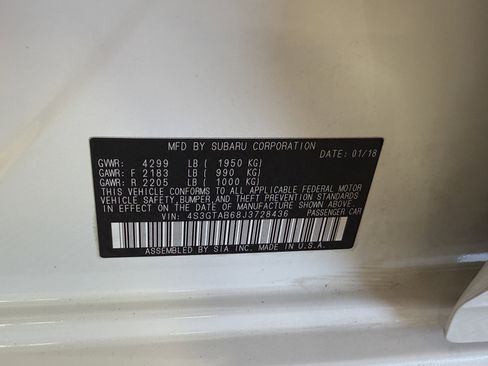 MFD BY SUBARU CORPORATION
DATE: 01/18
GVWR: 4299 LB ( 1950 KG)
GAWR: F 2183 LB ( 990 KG)
GAWR: R 2205 LB ( 1000 KG)
THIS VEHICLE CONFORMS TO ALL APPLICABLE FEDERAL MOTOR
VEHICLE SAFETY, BUMPER, AND THEFT PREVENTION STANDARDS
IN EFFECT ON THE DATE OF MANUFACTURE SHOWN ABOVE.
VIN: 4S3GTAB68J3728436 PASSENGER CAR
ASSEMBLED BY SIA INC. MADE IN U.S.A.